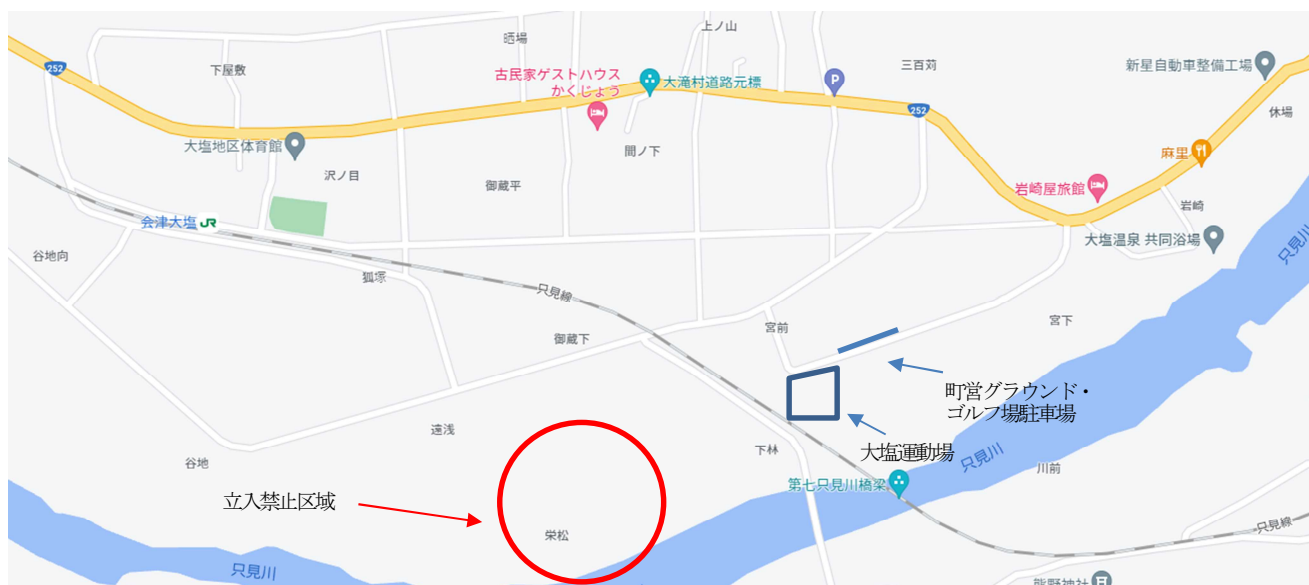 上ノ山
晒場
252
下屋敷
古民家ゲストハウス
かくじょう
大滝村道路元標
P
三百苅
新星自動車整備工場
252
休場
大塩地区体育館
間ノ下
麻里
沢ノ目
御蔵平
岩崎屋旅館
岩崎
会津大塩 JR
大塩温泉 共同浴場
只見川
谷地向
狐塚
只見線
宮前
宮下
御蔵下
町営グラウンド・
ゴルフ場駐車場
遠浅
下林
大塩運動場
谷地
只見川
川前
第七只見川橋梁
立入禁止区域
栄松
只見線
只見川
熊野神社